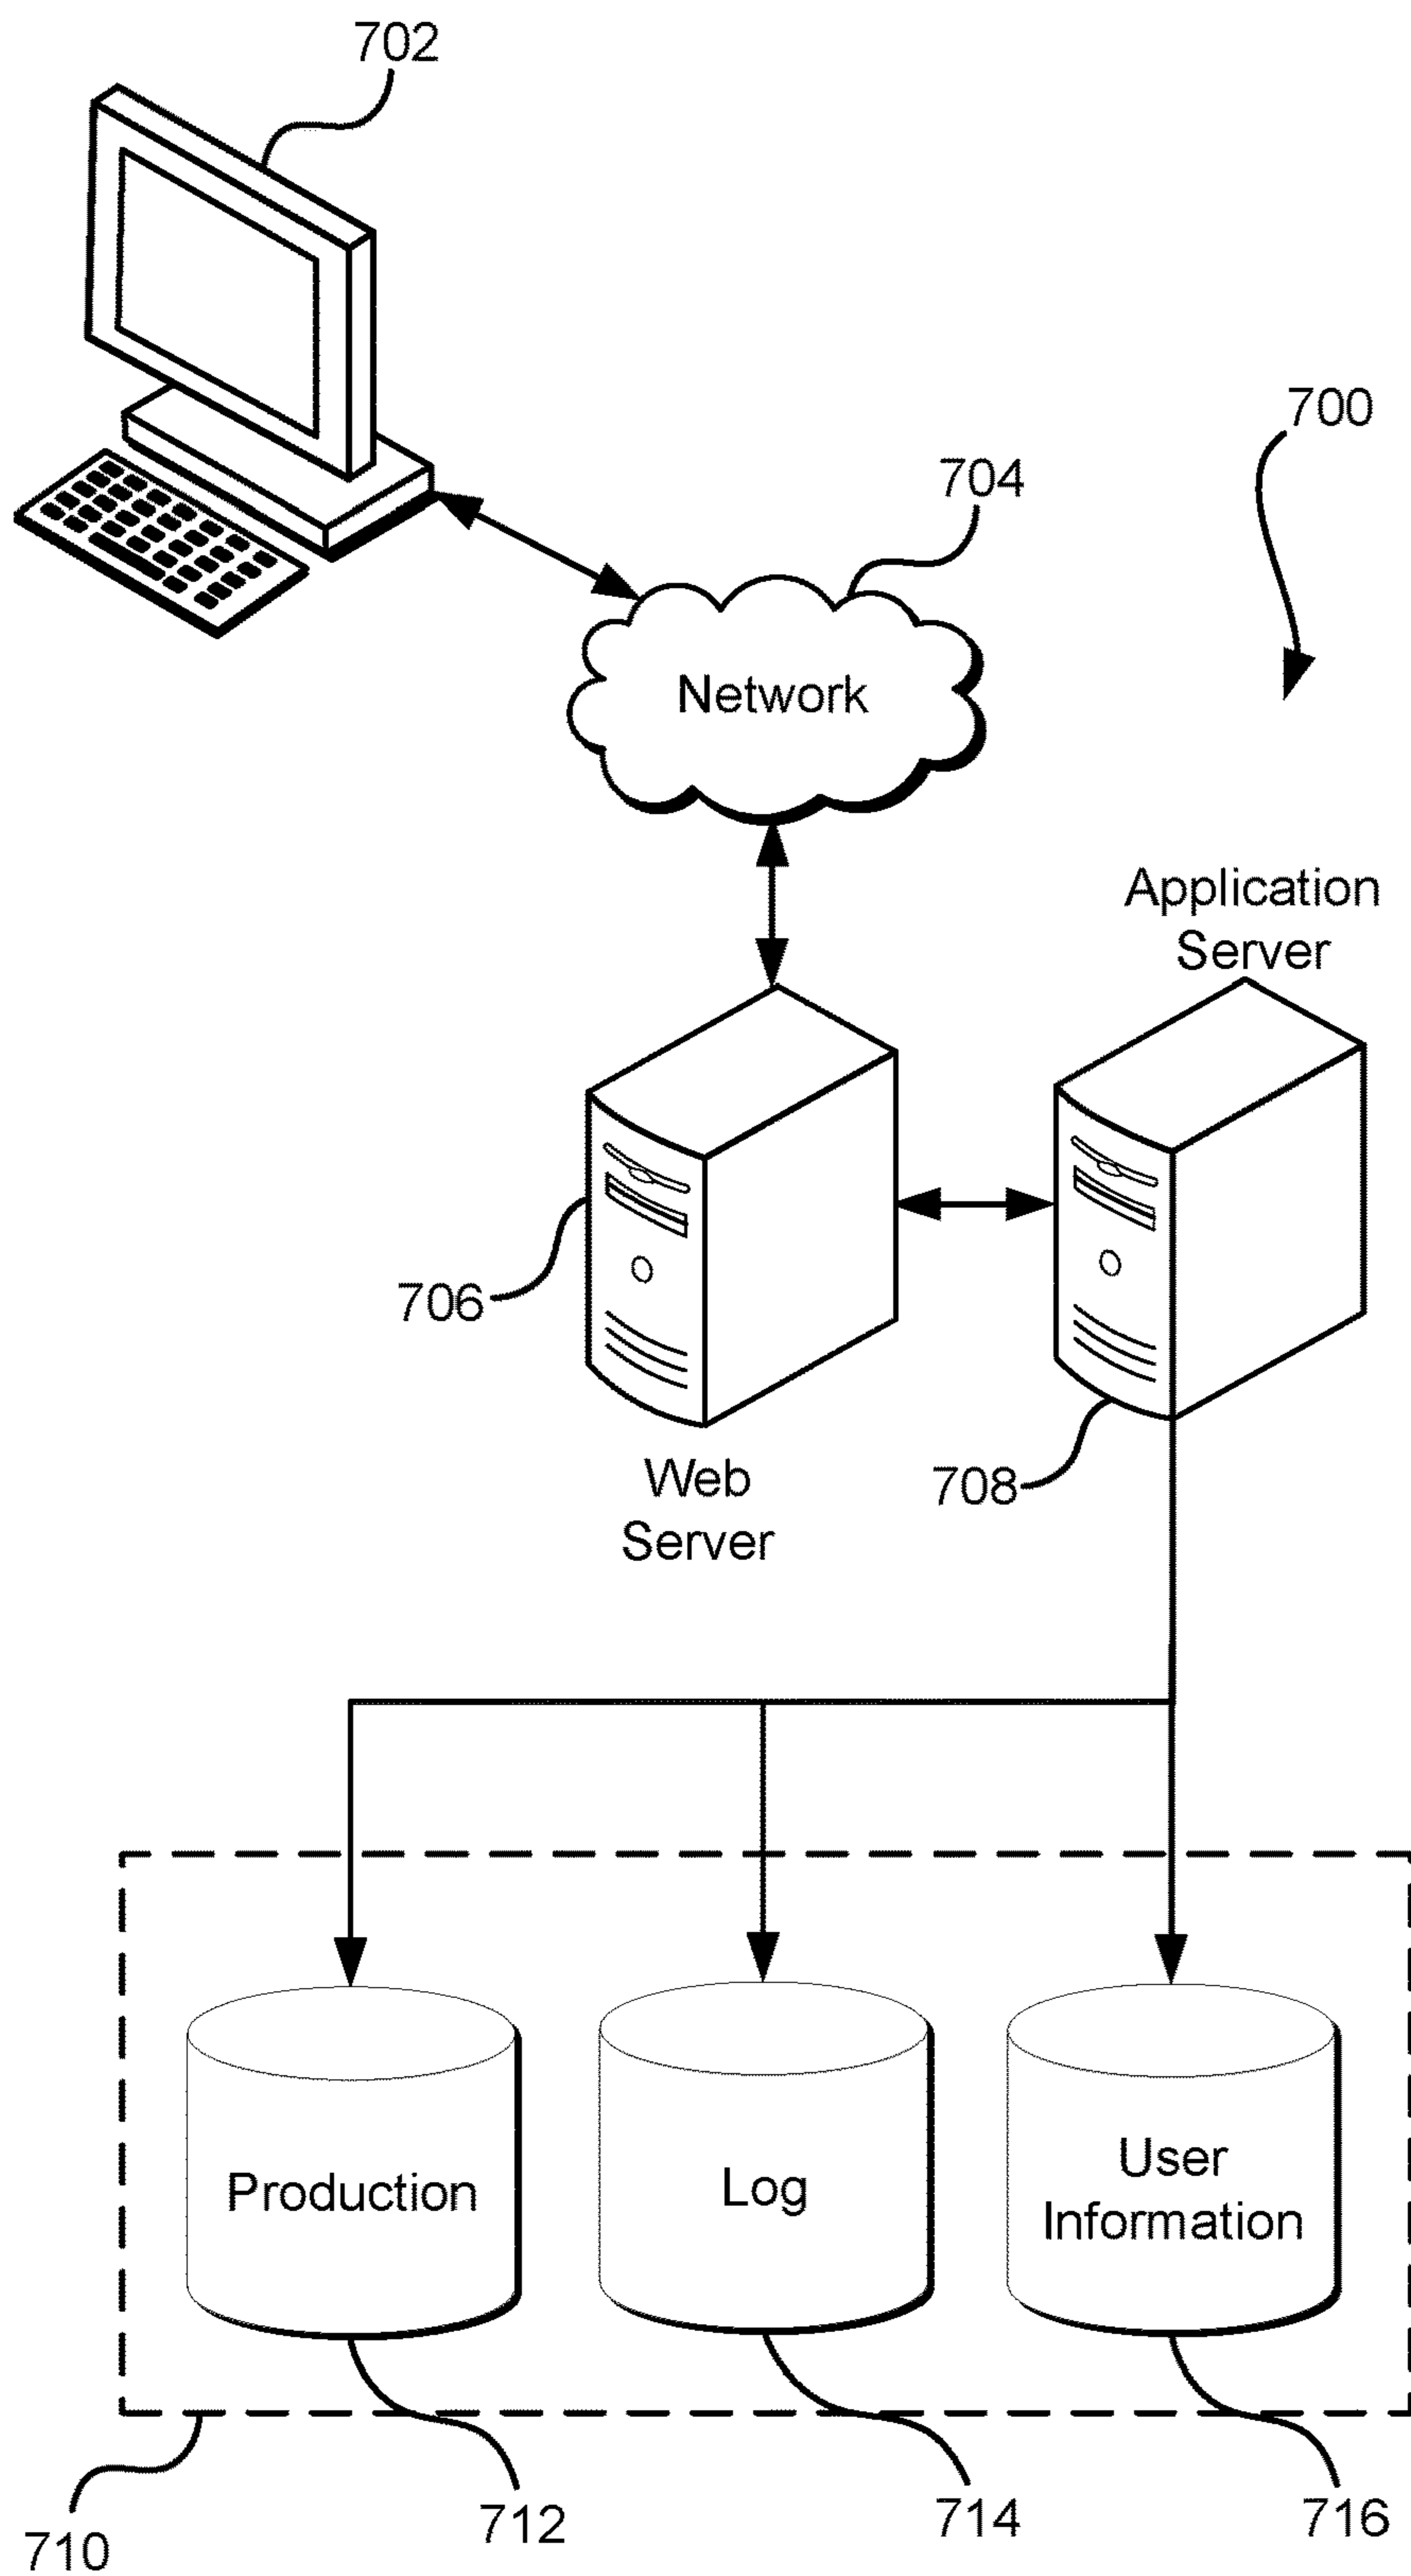 702
700
704
Network
Application
Server
706
708
Web
Server
Production
Log
User
Information
710
712
714
716